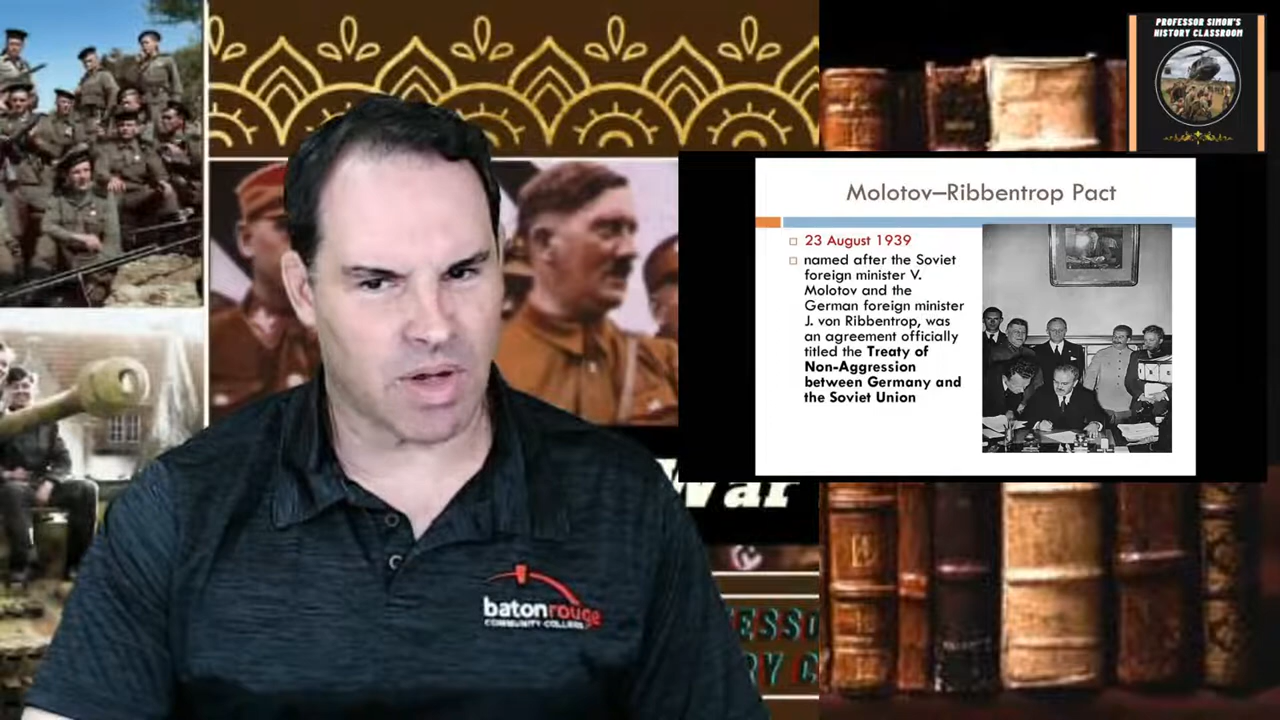 PROFESSOR SIMON'S
HISTORY CLASSROOM
Molotov–Ribbentrop Pact
23 August 1939
named after the Soviet
foreign minister V.
Molotov and the
German foreign minister
J. von Ribbentrop, was
an agreement officially
titled the Treaty of
Non-Aggression
between Germany and
the Soviet Union
War
batonrouge
COMMUNITY COLLEGE